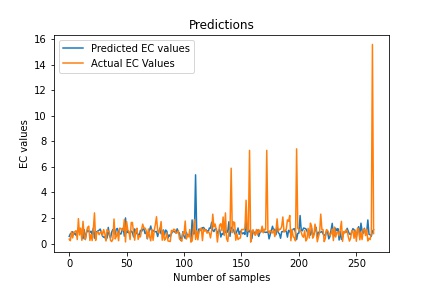 Predictions
Predicted EC values
Actual EC Values
EC values
16
14
12
10
8
6
4
2
0
0 50 100 150 200 250
Number of samples